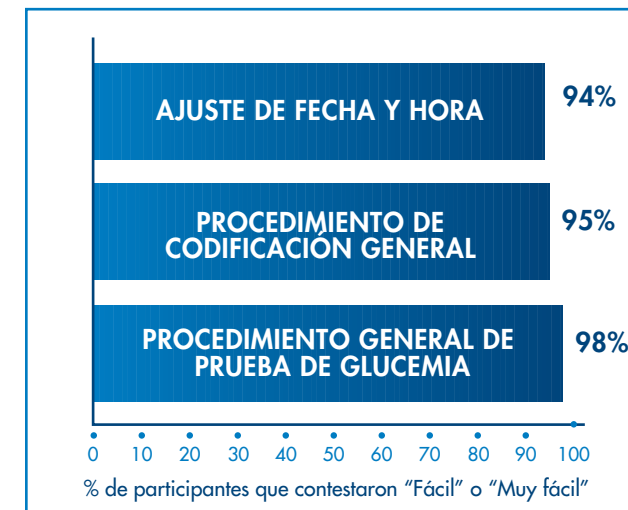 AJUSTE DE FECHA Y HORA
94%
PROCEDIMIENTO DE
CODIFICACIÓN GENERAL
95%
PROCEDIMIENTO GENERAL DE
PRUEBA DE GLUCEMIA
98%
0 10 20 30 40 50 60 70 80 90 100
% de participantes que contestaron “Fácil” o “Muy fácil”